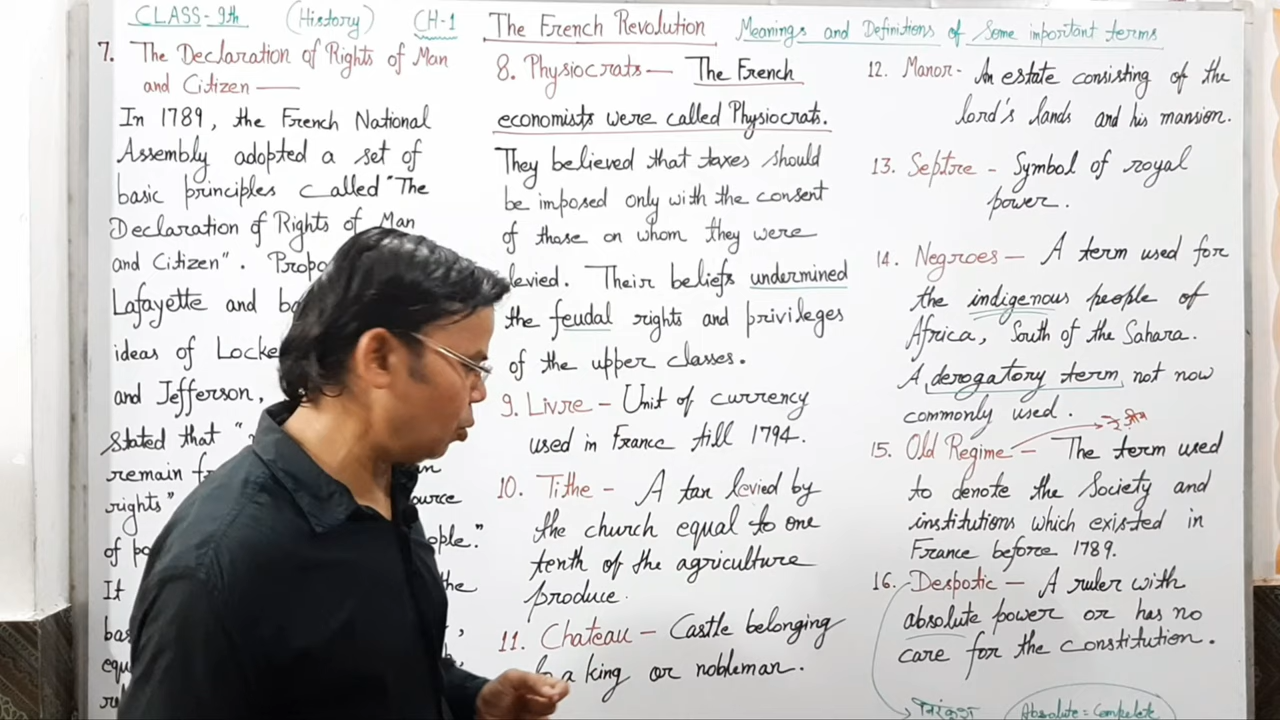 CLASS-9th (History) CH-1 The French Revolution Meanings and Definitions of Some important terms
7. The Declaration of Rights of Man
and Citizen —
In 1789, the French National
Assembly adopted a set of
basic principles called "The
Declaration of Rights of Man
and Citizen". Propo
Lafayette and ba
ideas of Locke
and Jefferson,
stated that "
remain
rights" ource
of ople."
It the
equ
8. Physiocrats — The French
economists were called Physiocrats.
They believed that taxes should
be imposed only with the consent
of those on whom they were
levied. Their beliefs undermined
the feudal rights and privileges
of the upper classes.
9. Livre - Unit of currency
used in France till 1794.
10. Tithe - A tax levied by
the church equal to one
tenth of the agriculture
produce.
11. Chateau - Castle belonging
a king or nobleman.
12. Manor - An estate consisting of the
lord's lands and his mansion.
13. Septre - Symbol of royal
power.
14. Negroes - A term used for
the indigenous people of
Africa, South of the Sahara.
A derogatory term not now
commonly used.
15. Old Regime - The term used
to denote the Society and
institutions which existed in
France before 1789.
16. Despotic - A ruler with
absolute power or has no
care for the constitution.
निरंकुश Absolute = Complete